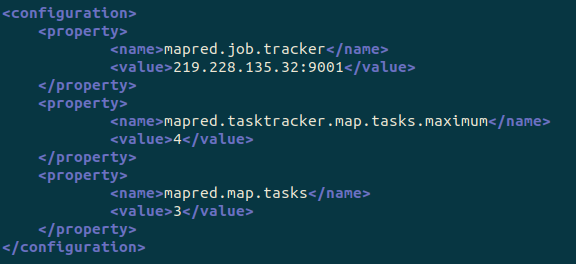 <configuration>
<property>
<name>mapred.job.tracker</name>
<value>219.228.135.32:9001</value>
</property>
<property>
<name>mapred.tasktracker.map.tasks.maximum</name>
<value>4</value>
</property>
<property>
<name>mapred.map.tasks</name>
<value>3</value>
</property>
</configuration>